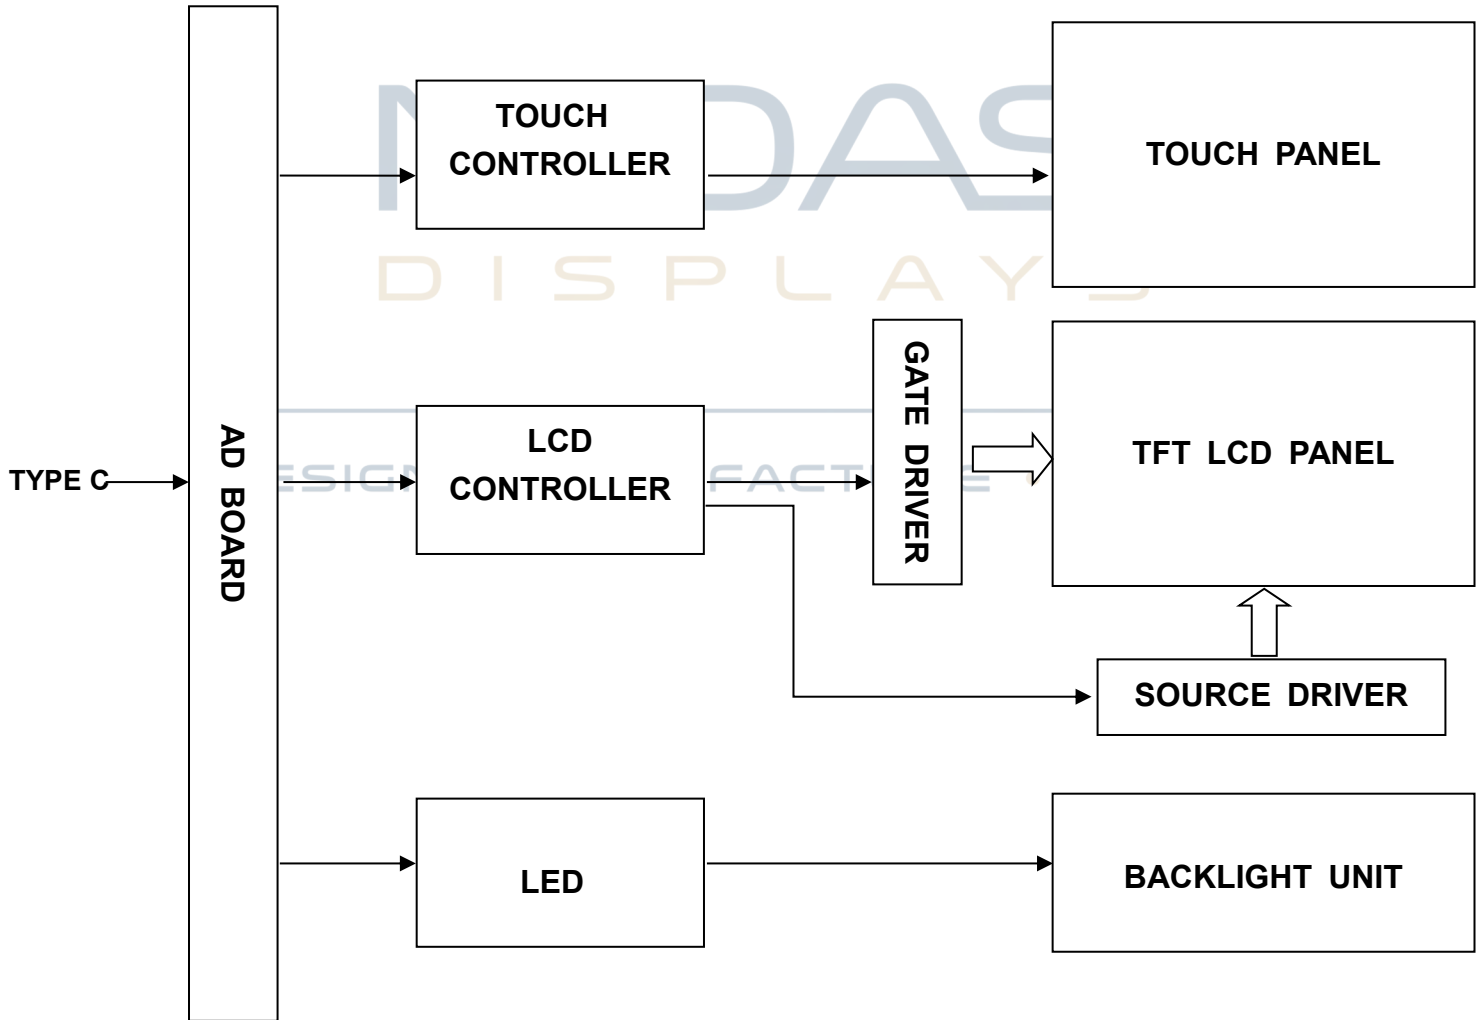 TOUCH
CONTROLLER
TOUCH PANEL
DISPLAYS
GATE DRIVER
LCD
CONTROLLER
TFT LCD PANEL
TYPE C
AD BOARD
SOURCE DRIVER
LED
BACKLIGHT UNIT